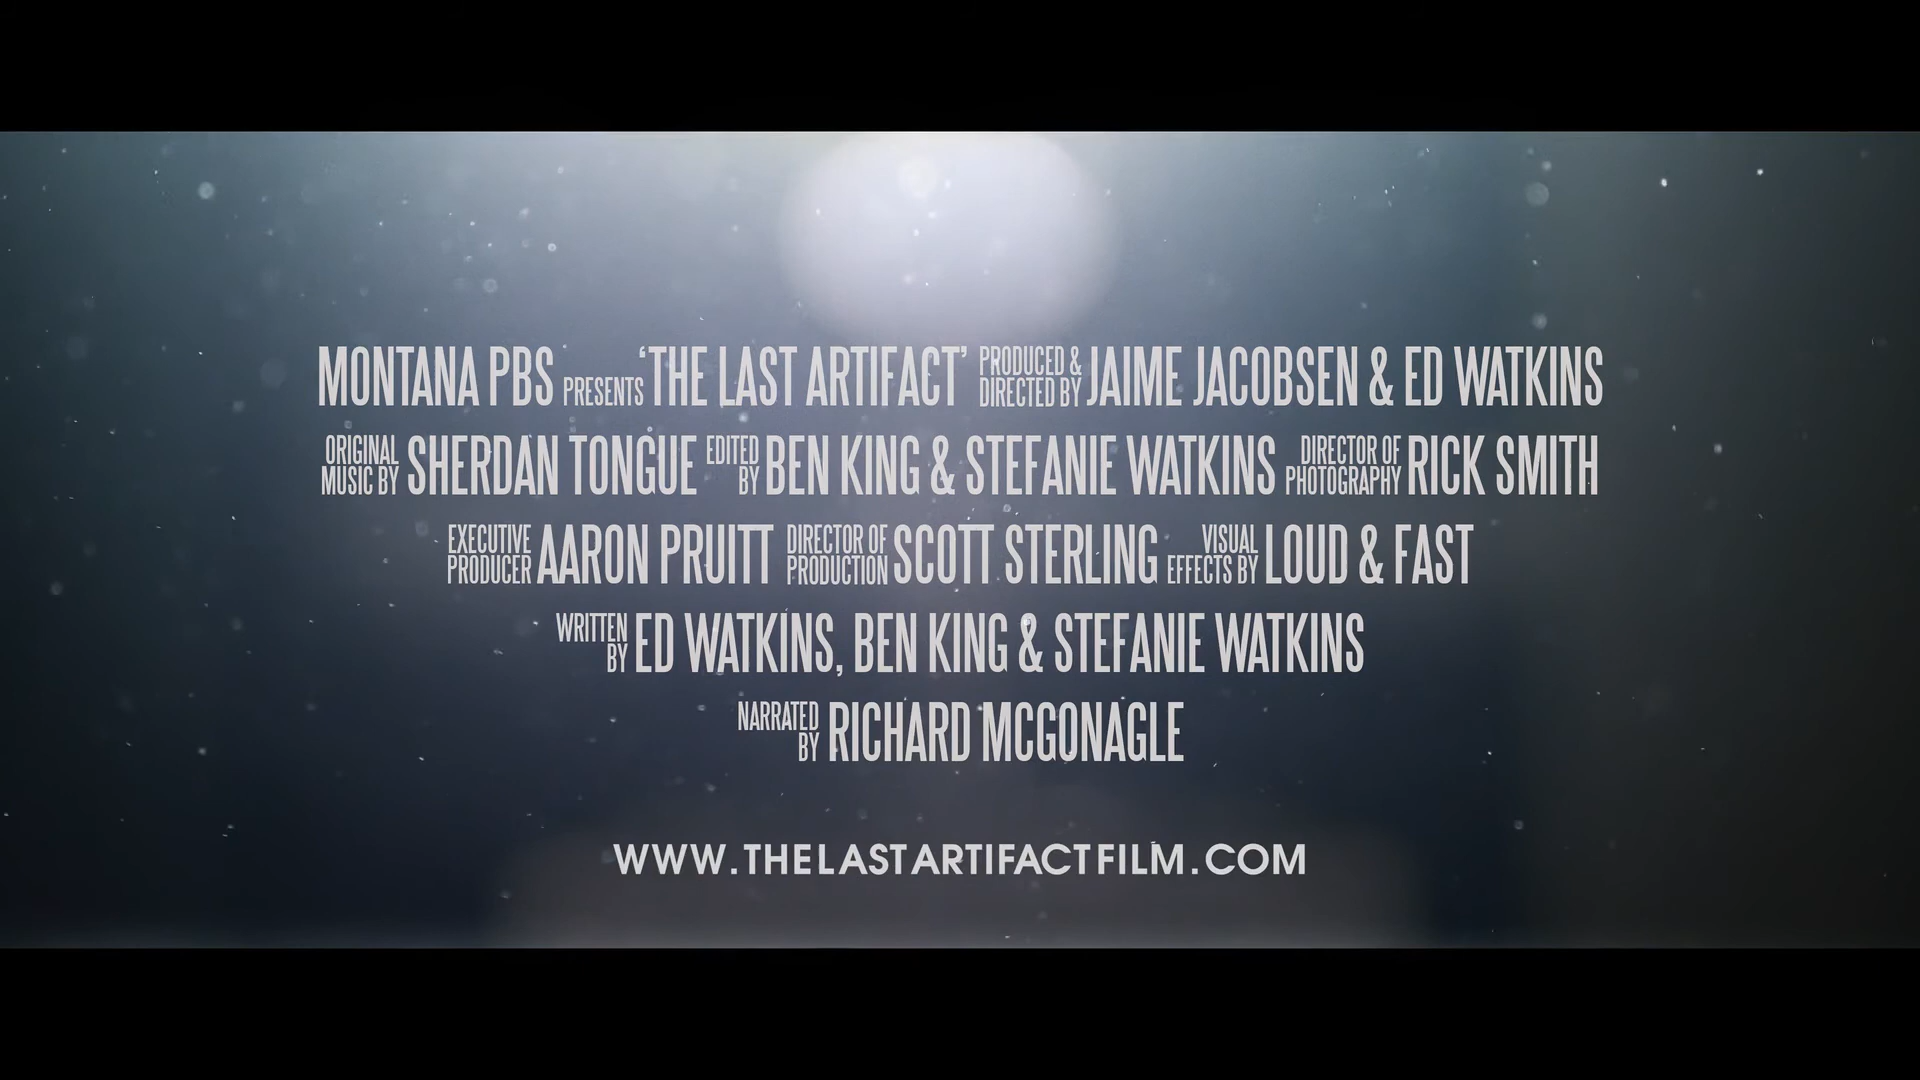 MONTANA PBS PRESENTS ‘THE LAST ARTIFACT’ PRODUCED & DIRECTED BY JAIME JACOBSEN & ED WATKINS
ORIGINAL MUSIC BY SHERDAN TONGUE EDITED BY BEN KING & STEFANIE WATKINS DIRECTOR OF PHOTOGRAPHY RICK SMITH
EXECUTIVE PRODUCER AARON PRUITT DIRECTOR OF PRODUCTION SCOTT STERLING VISUAL EFFECTS BY LOUD & FAST
WRITTEN BY ED WATKINS, BEN KING & STEFANIE WATKINS
NARRATED BY RICHARD MCGONAGLE
WWW.THELASTARTIFACTFILM.COM